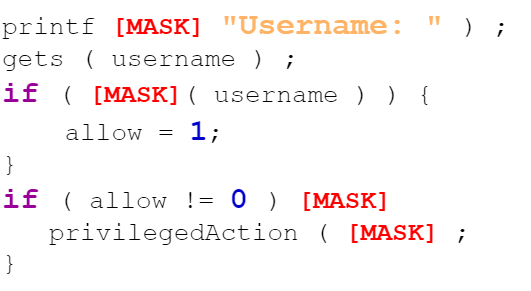 printf [MASK] "Username: " ) ;
gets ( username ) ;
if ( [MASK] ( username ) ) {
allow = 1;
}
if ( allow != 0 ) [MASK]
privilegedAction ( [MASK] ;
}